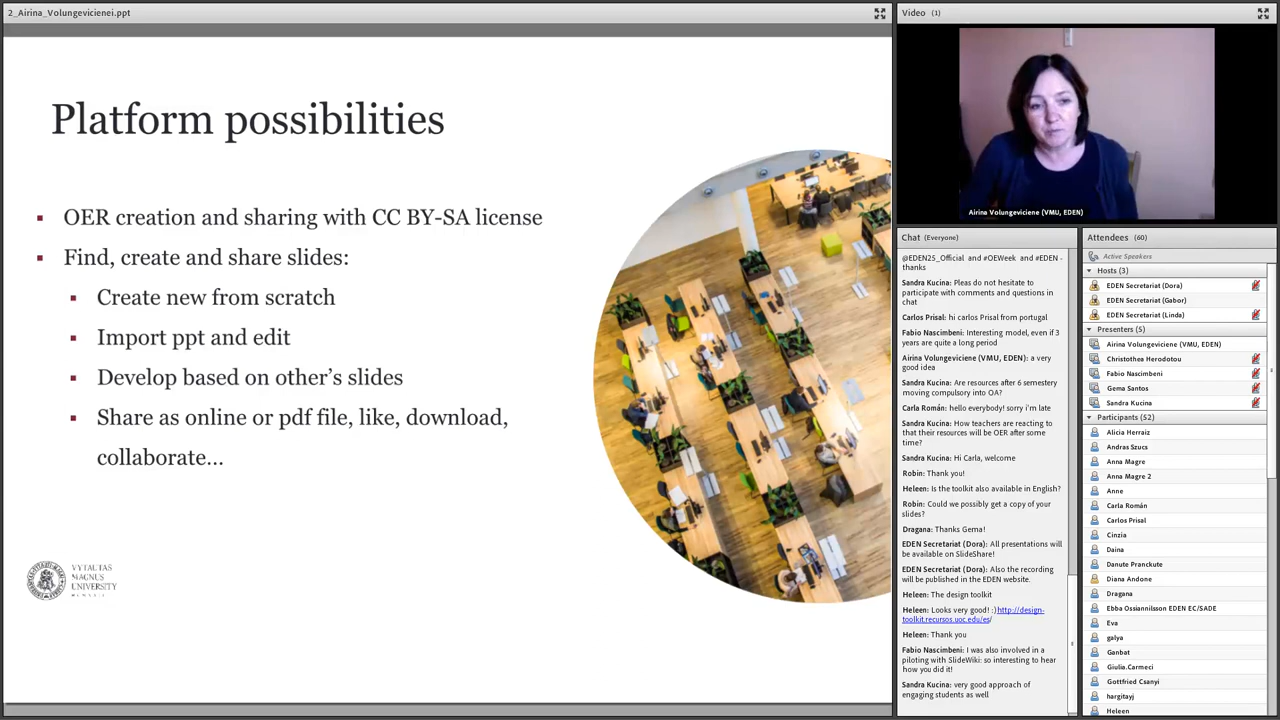 2_Airina_Volungevicienei.ppt
Platform possibilities
▪ OER creation and sharing with CC BY-SA license
▪ Find, create and share slides:
▪ Create new from scratch
▪ Import ppt and edit
▪ Develop based on other’s slides
▪ Share as online or pdf file, like, download,
collaborate…
VYTAUTAS
MAGNUS
UNIVERSITY
Video (1)
Airina Volungeviciene (VMU, EDEN)
Chat (Everyone)
@EDEN25_Official and #OEWeek and #EDEN -
thanks
Sandra Kucina: Pleas do not hesitate to
participate with comments and questions in
chat
Carlos Prisal: hi carlos Prisal from portugal
Fabio Nascimbeni: Interesting model, even if 3
years are quite a long period
Airina Volungeviciene (VMU, EDEN): a very
good idea
Sandra Kucina: Are resources after 6 semestery
moving compulsory into OA?
Carla Román: hello everybody! sorry i'm late
Sandra Kucina: How teachers are reacting to
that their resources will be OER after some
time?
Sandra Kucina: Hi Carla, welcome
Robin: Thank you!
Heleen: Is the toolkit also available in English?
Robin: Could we possibly get a copy of your
slides?
Dragana: Thanks Gema!
EDEN Secretariat (Dora): All presentations will
be available on SlideShare!
EDEN Secretariat (Dora): Also the recording
will be published in the EDEN website.
Heleen: The design toolkit
Heleen: Looks very good! :)http://design-
toolkit.recursos.uoc.edu/es/
Heleen: Thank you
Fabio Nascimbeni: I was also involved in a
piloting with SlideWiki: so interesting to hear
how you did it!
Sandra Kucina: very good approach of
engaging students as well
Attendees (60)
Active Speakers
Hosts (3)
EDEN Secretariat (Dora)
EDEN Secretariat (Gabor)
EDEN Secretariat (Linda)
Presenters (5)
Airina Volungeviciene (VMU, EDEN)
Christothea Herodotou
Fabio Nascimbeni
Gema Santos
Sandra Kucina
Participants (52)
Alicia Herraiz
Andras Szucs
Anna Magre
Anna Magre 2
Anne
Carla Román
Carlos Prisal
Cinzia
Daina
Danute Pranckute
Diana Andone
Dragana
Ebba Ossiannilsson EDEN EC/SADE
Eva
galya
Ganbat
Giulia.Carmeci
Gottfried Csanyi
hargitayj
Heleen